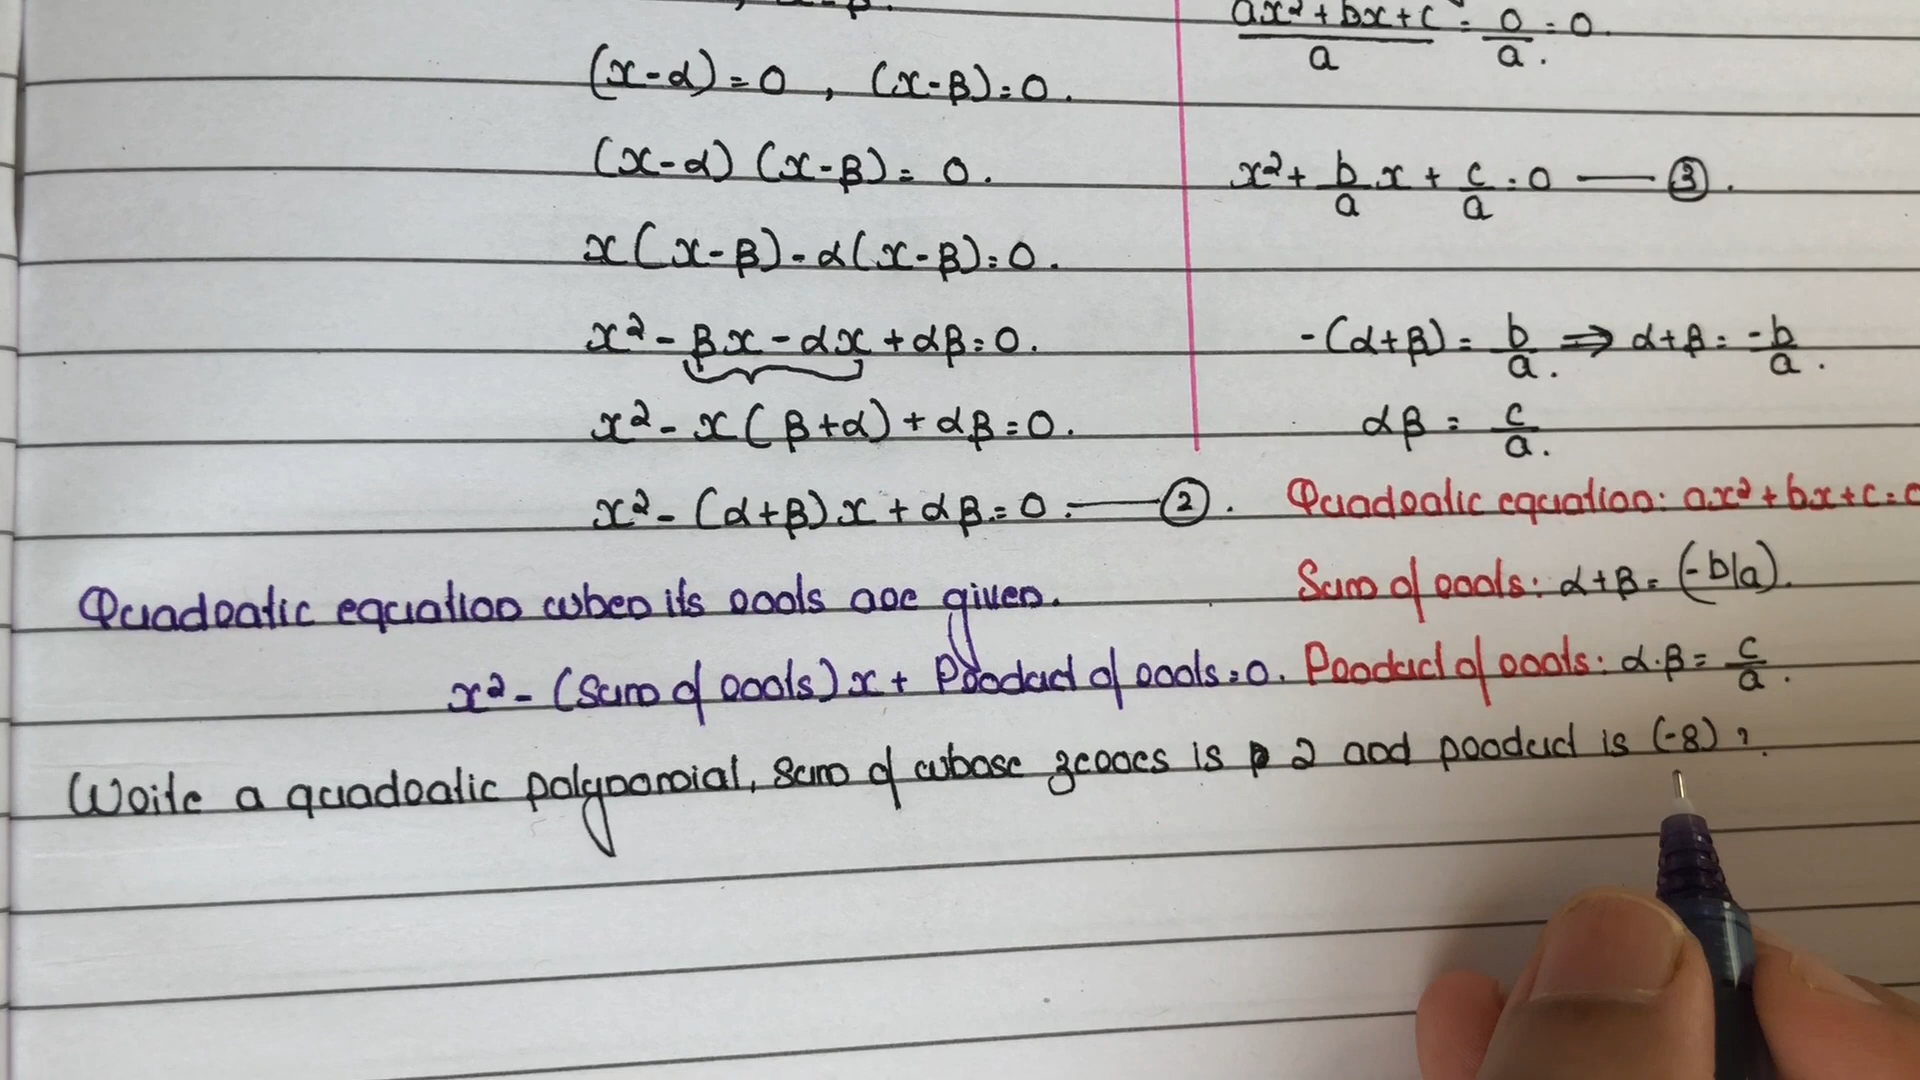 (x-α)=0 , (x-β)=0.
(x-α) (x-β)= 0.
x(x-β)-α(x-β)=0.
x²-βx-αx+αβ=0.
x²-x(β+α)+αβ=0.
x²-(α+β)x+αβ=0 —— ②.
(ax²+bx+c)/a = 0/a = 0.
x²+b/a x+c/a=0 —— ③.
-(α+β)= b/a. ⇒ α+β= -b/a.
αβ = c/a.
Quadratic equation: ax²+bx+c=0
Sum of roots: α+β=(-b/a).
Product of roots: α.β= c/a.
Quadratic equation when its roots are given.
x²-(Sum of roots)x+ Product of roots=0.
Write a quadratic polynomial, sum of whose zeroes is 2 and product is (-8)?